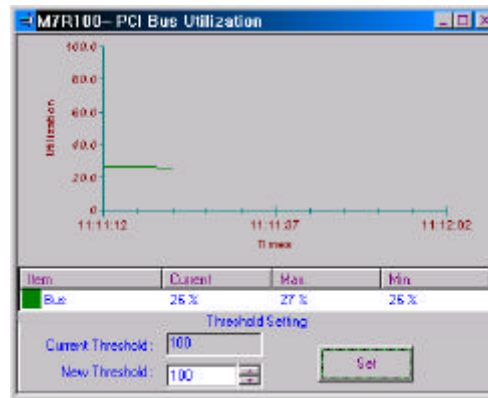 M7R100-- PCI Bus Utilization
100.0
80.0
60.0
40.0
20.0
0
Utilization
11:11:12 11:11:37 11:12:02
Times
Item Current Max. Min.
Bus 26 % 27 % 26 %
Threshold Setting
Current Threshold: 100
New Threshold: 100
Set